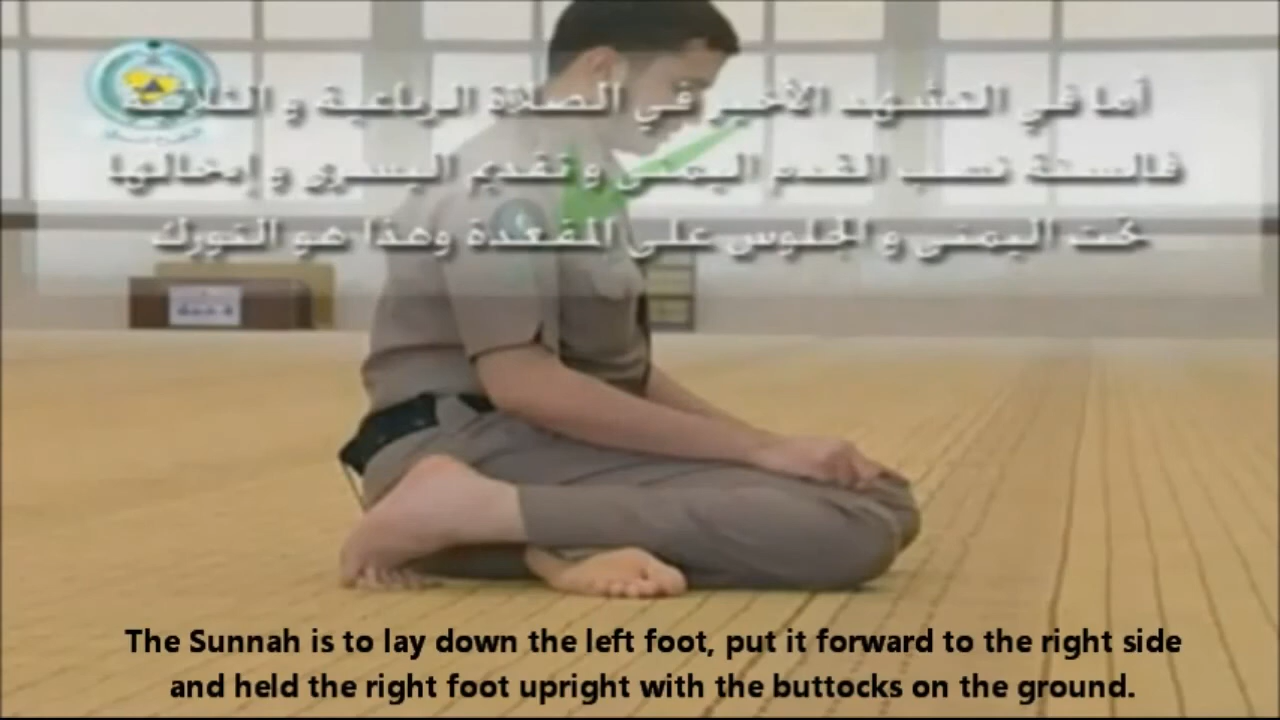 أما في التشهد الأخير في الصلاة الرباعية و الثلاثية
فالسنة نصب القدم اليمنى و تقديم اليسرى و إدخالها
تحت اليمنى و الجلوس على المقعدة وهذا هو التورك
The Sunnah is to lay down the left foot, put it forward to the right side
and held the right foot upright with the buttocks on the ground.